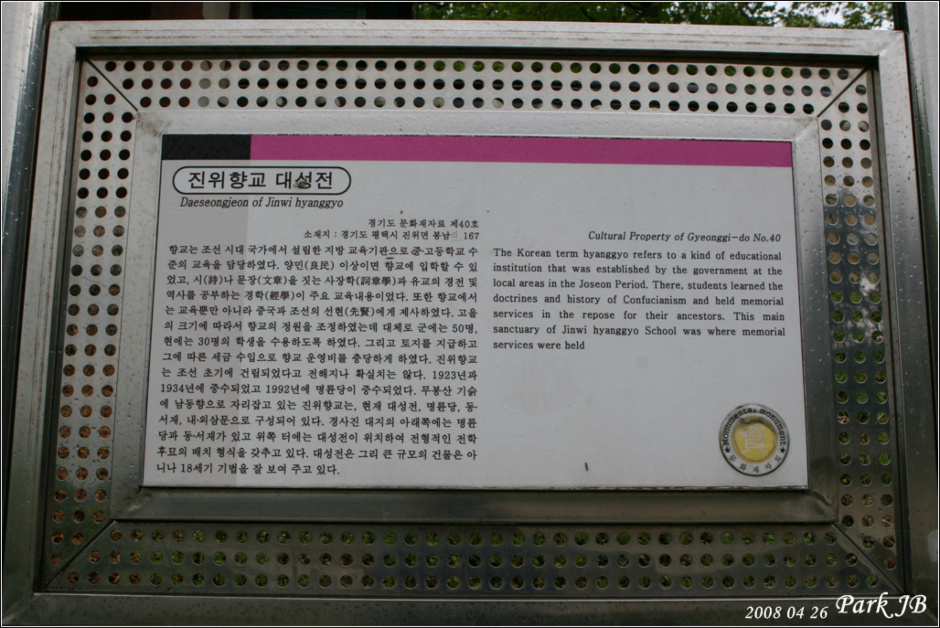 진위향교 대성전
Daeseongjeon of Jinwi hyanggyo
경기도 문화재자료 제40호
소재지 : 경기도 평택시 진위면 봉남 167
향교는 조선 시대 국가에서 설립한 지방 교육기관으로 중·고등학교 수
준의 교육을 담당하였다. 양민(良民) 이상이면 향교에 입학할 수 있
었고, 시(詩)나 문장(文章)을 짓는 사장학(詞章學)과 유교의 경전 및
역사를 공부하는 경학(經學)이 주요 교육내용이었다. 또한 향교에서
는 교육뿐만 아니라 중국과 조선의 선현(先賢)에게 제사하였다. 고을
의 크기에 따라서 향교의 정원을 조정하였는데 대체로 군에는 50명,
현에는 30명의 학생을 수용하도록 하였다. 그리고 토지를 지급하고
그에 따른 세금 수입으로 향교 운영비를 충당하게 하였다. 진위향교
는 조선 초기에 건립되었다고 전해지나 확실치는 않다. 1923년과
1934년에 중수되었고 1992년에 명륜당이 중수되었다. 무봉산 기슭
에 남동향으로 자리잡고 있는 진위향교는, 현재 대성전, 명륜당, 동·
서재, 내·외삼문으로 구성되어 있다. 경사진 대지의 아래쪽에는 명륜
당과 동·서재가 있고 위쪽 터에는 대성전이 위치하여 전형적인 전학
후묘의 배치 형식을 갖추고 있다. 대성전은 그리 큰 규모의 건물은 아
니나 18세기 기법을 잘 보여 주고 있다.
Cultural Property of Gyeonggi-do No.40
The Korean term hyanggyo refers to a kind of educational
institution that was established by the government at the
local areas in the Joseon Period. There, students learned the
doctrines and history of Confucianism and held memorial
services in the repose for their ancestors. This main
sanctuary of Jinwi hyanggyo School was where memorial
services were held
Monumental Monument
문화재자료
2008 04 26 Park JB